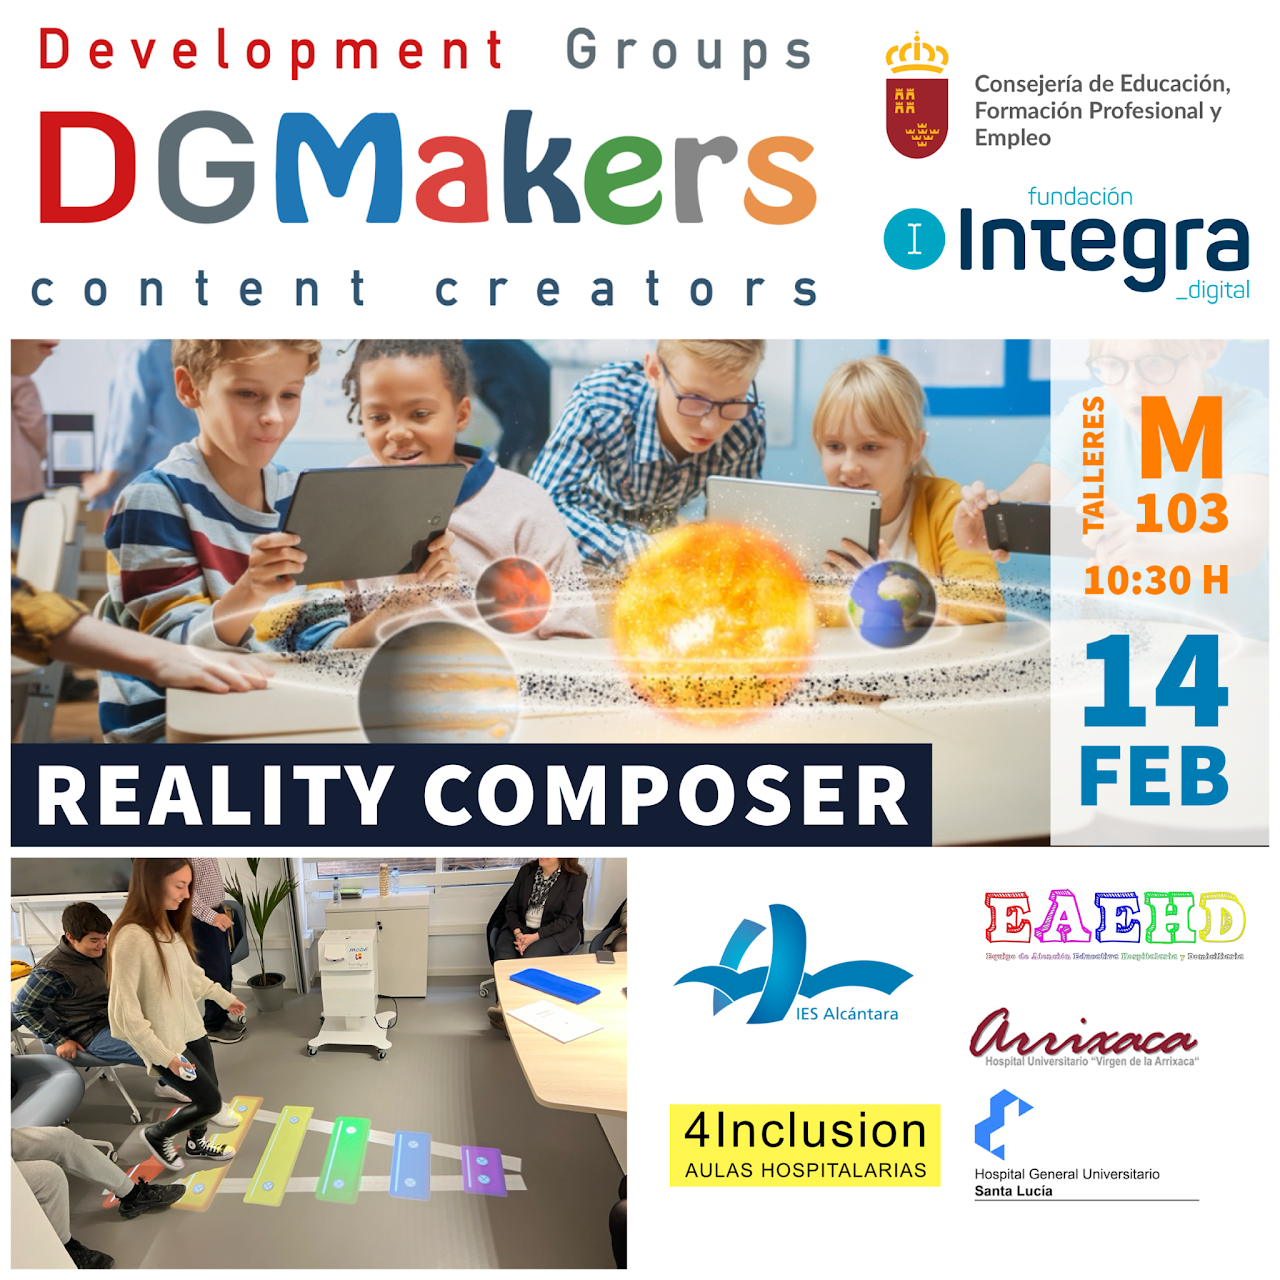 Development Groups
DGMakers
content creators
Consejería de Educación,
Formación Profesional y
Empleo
fundación
Integra
_digital
TALLERES
M
103
10:30 H
14
FEB
REALITY COMPOSER
IES Alcántara
EAEHD
Equipo de Atención Educativa Hospitalaria y Domiciliaria
Arrixaca
Hospital Universitario "Virgen de la Arrixaca"
4Inclusion
AULAS HOSPITALARIAS
Hospital General Universitario
Santa Lucía